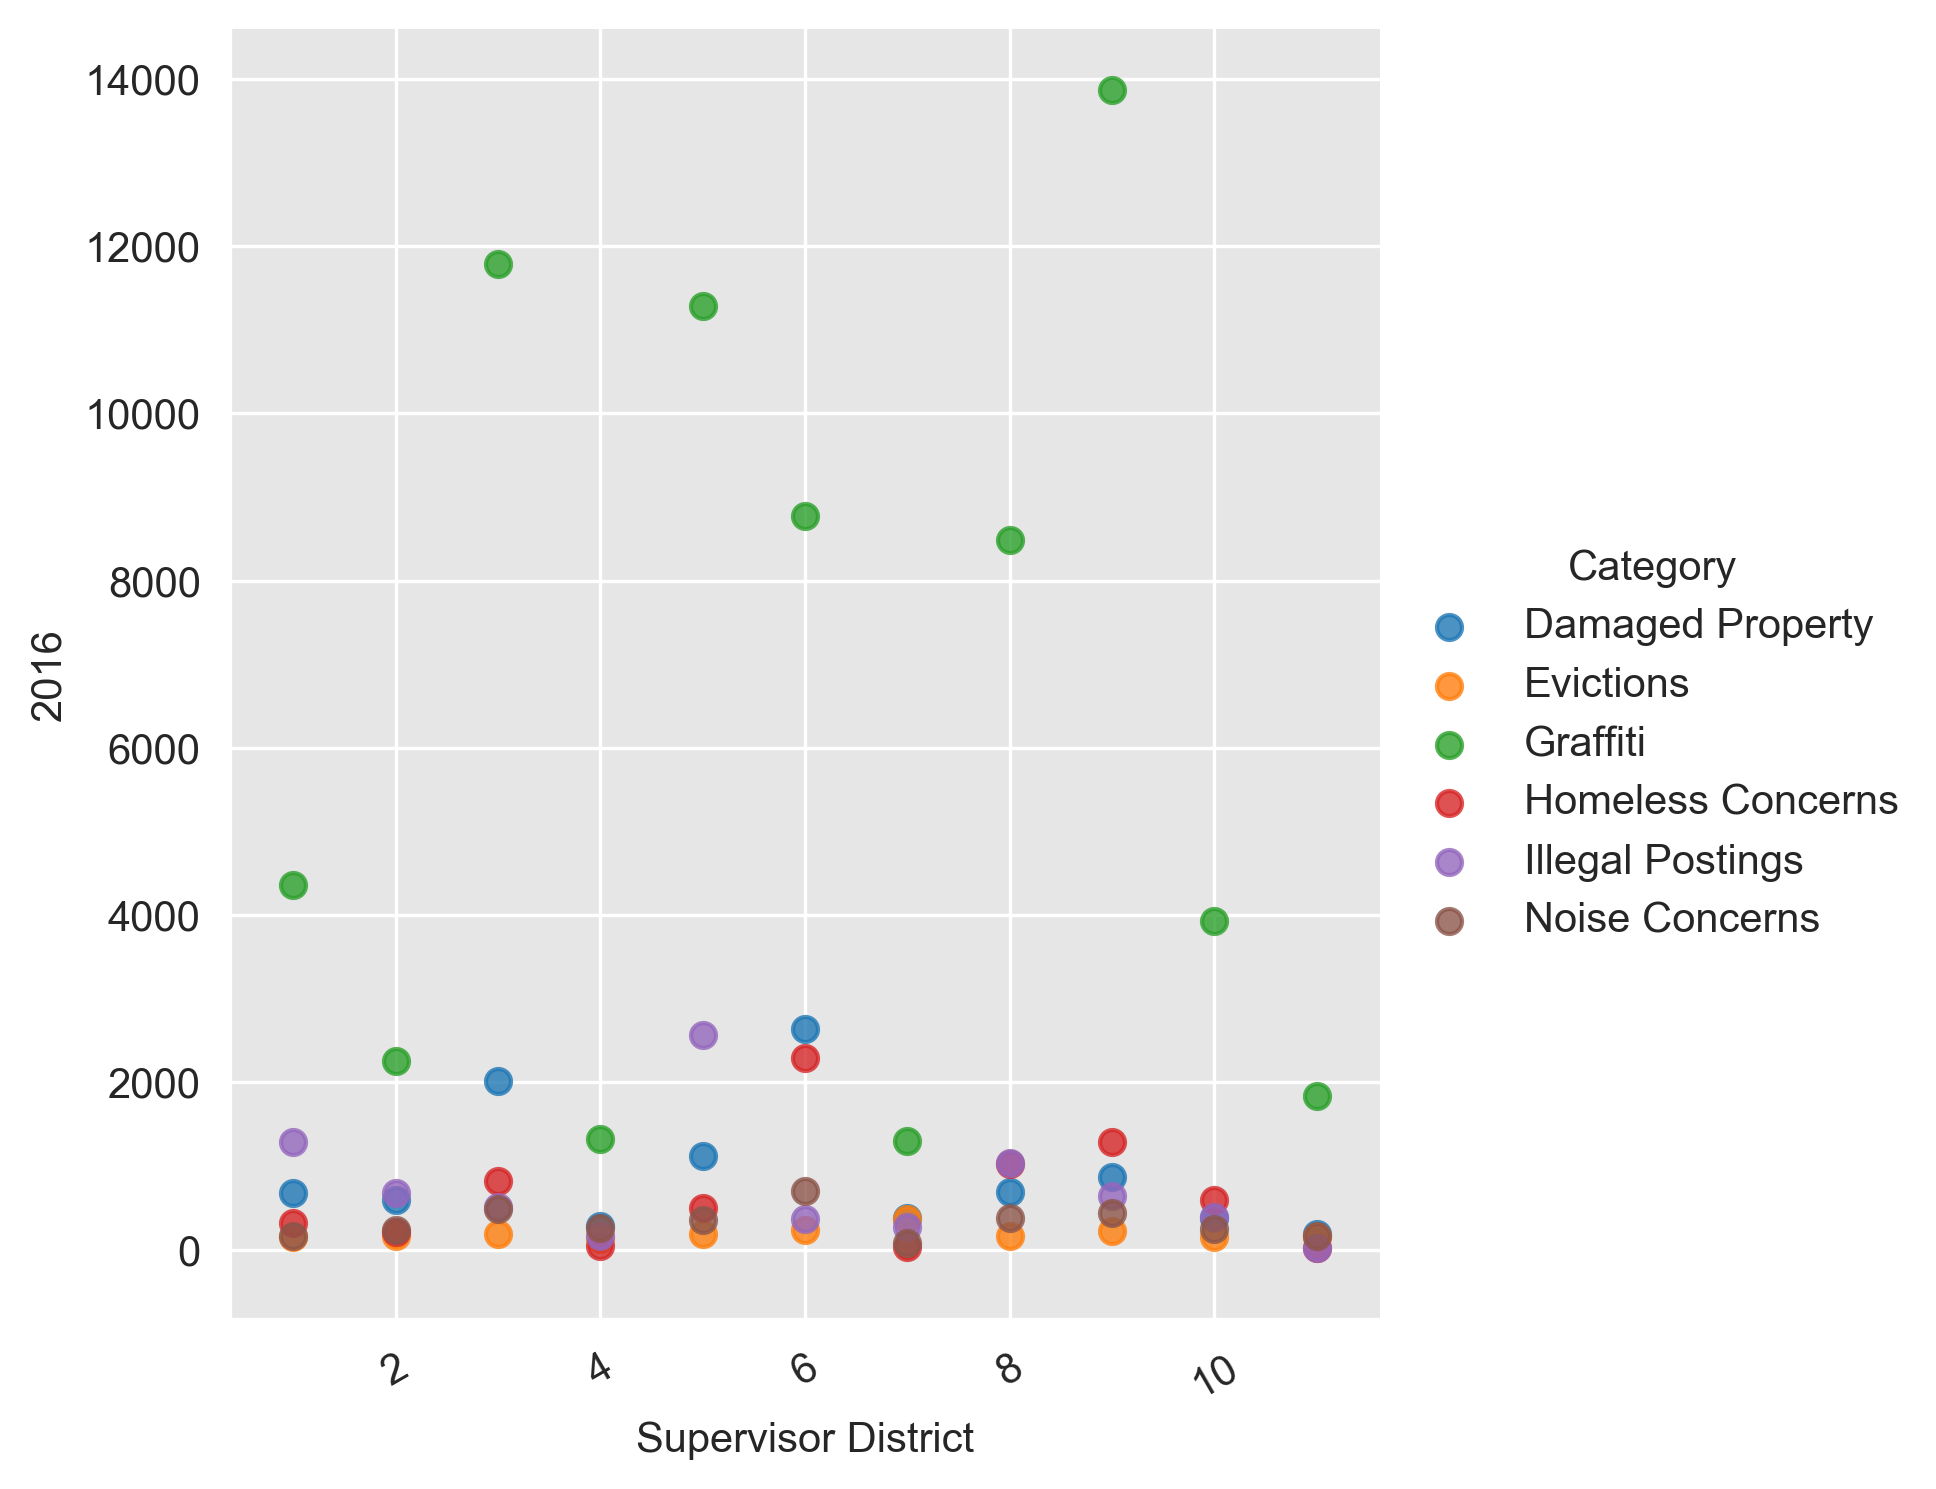 14000
12000
10000
8000
6000
4000
2000
0
2016
2
4
6
8
10
Supervisor District
Category
Damaged Property
Evictions
Graffiti
Homeless Concerns
Illegal Postings
Noise Concerns